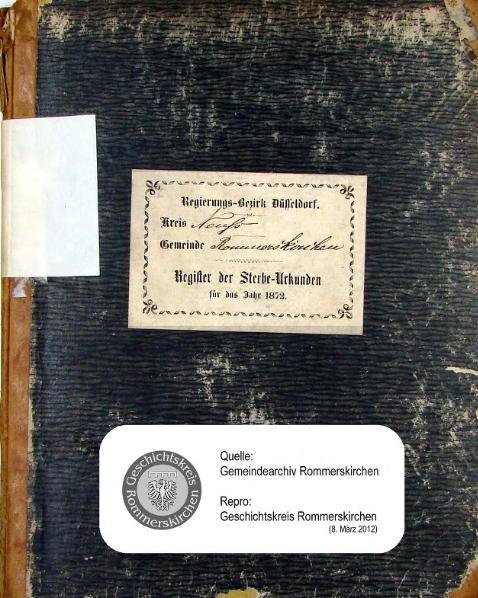 Regierungs-Bezirk Düsseldorf.
Kreis Neuß
Gemeinde Rommerskirchen
Register der Sterbe-Urkunden
für das Jahr 1872.
Geschichtskreis
Rommerskirchen
Quelle:
Gemeindearchiv Rommerskirchen
Repro:
Geschichtskreis Rommerskirchen
(8. März 2012)